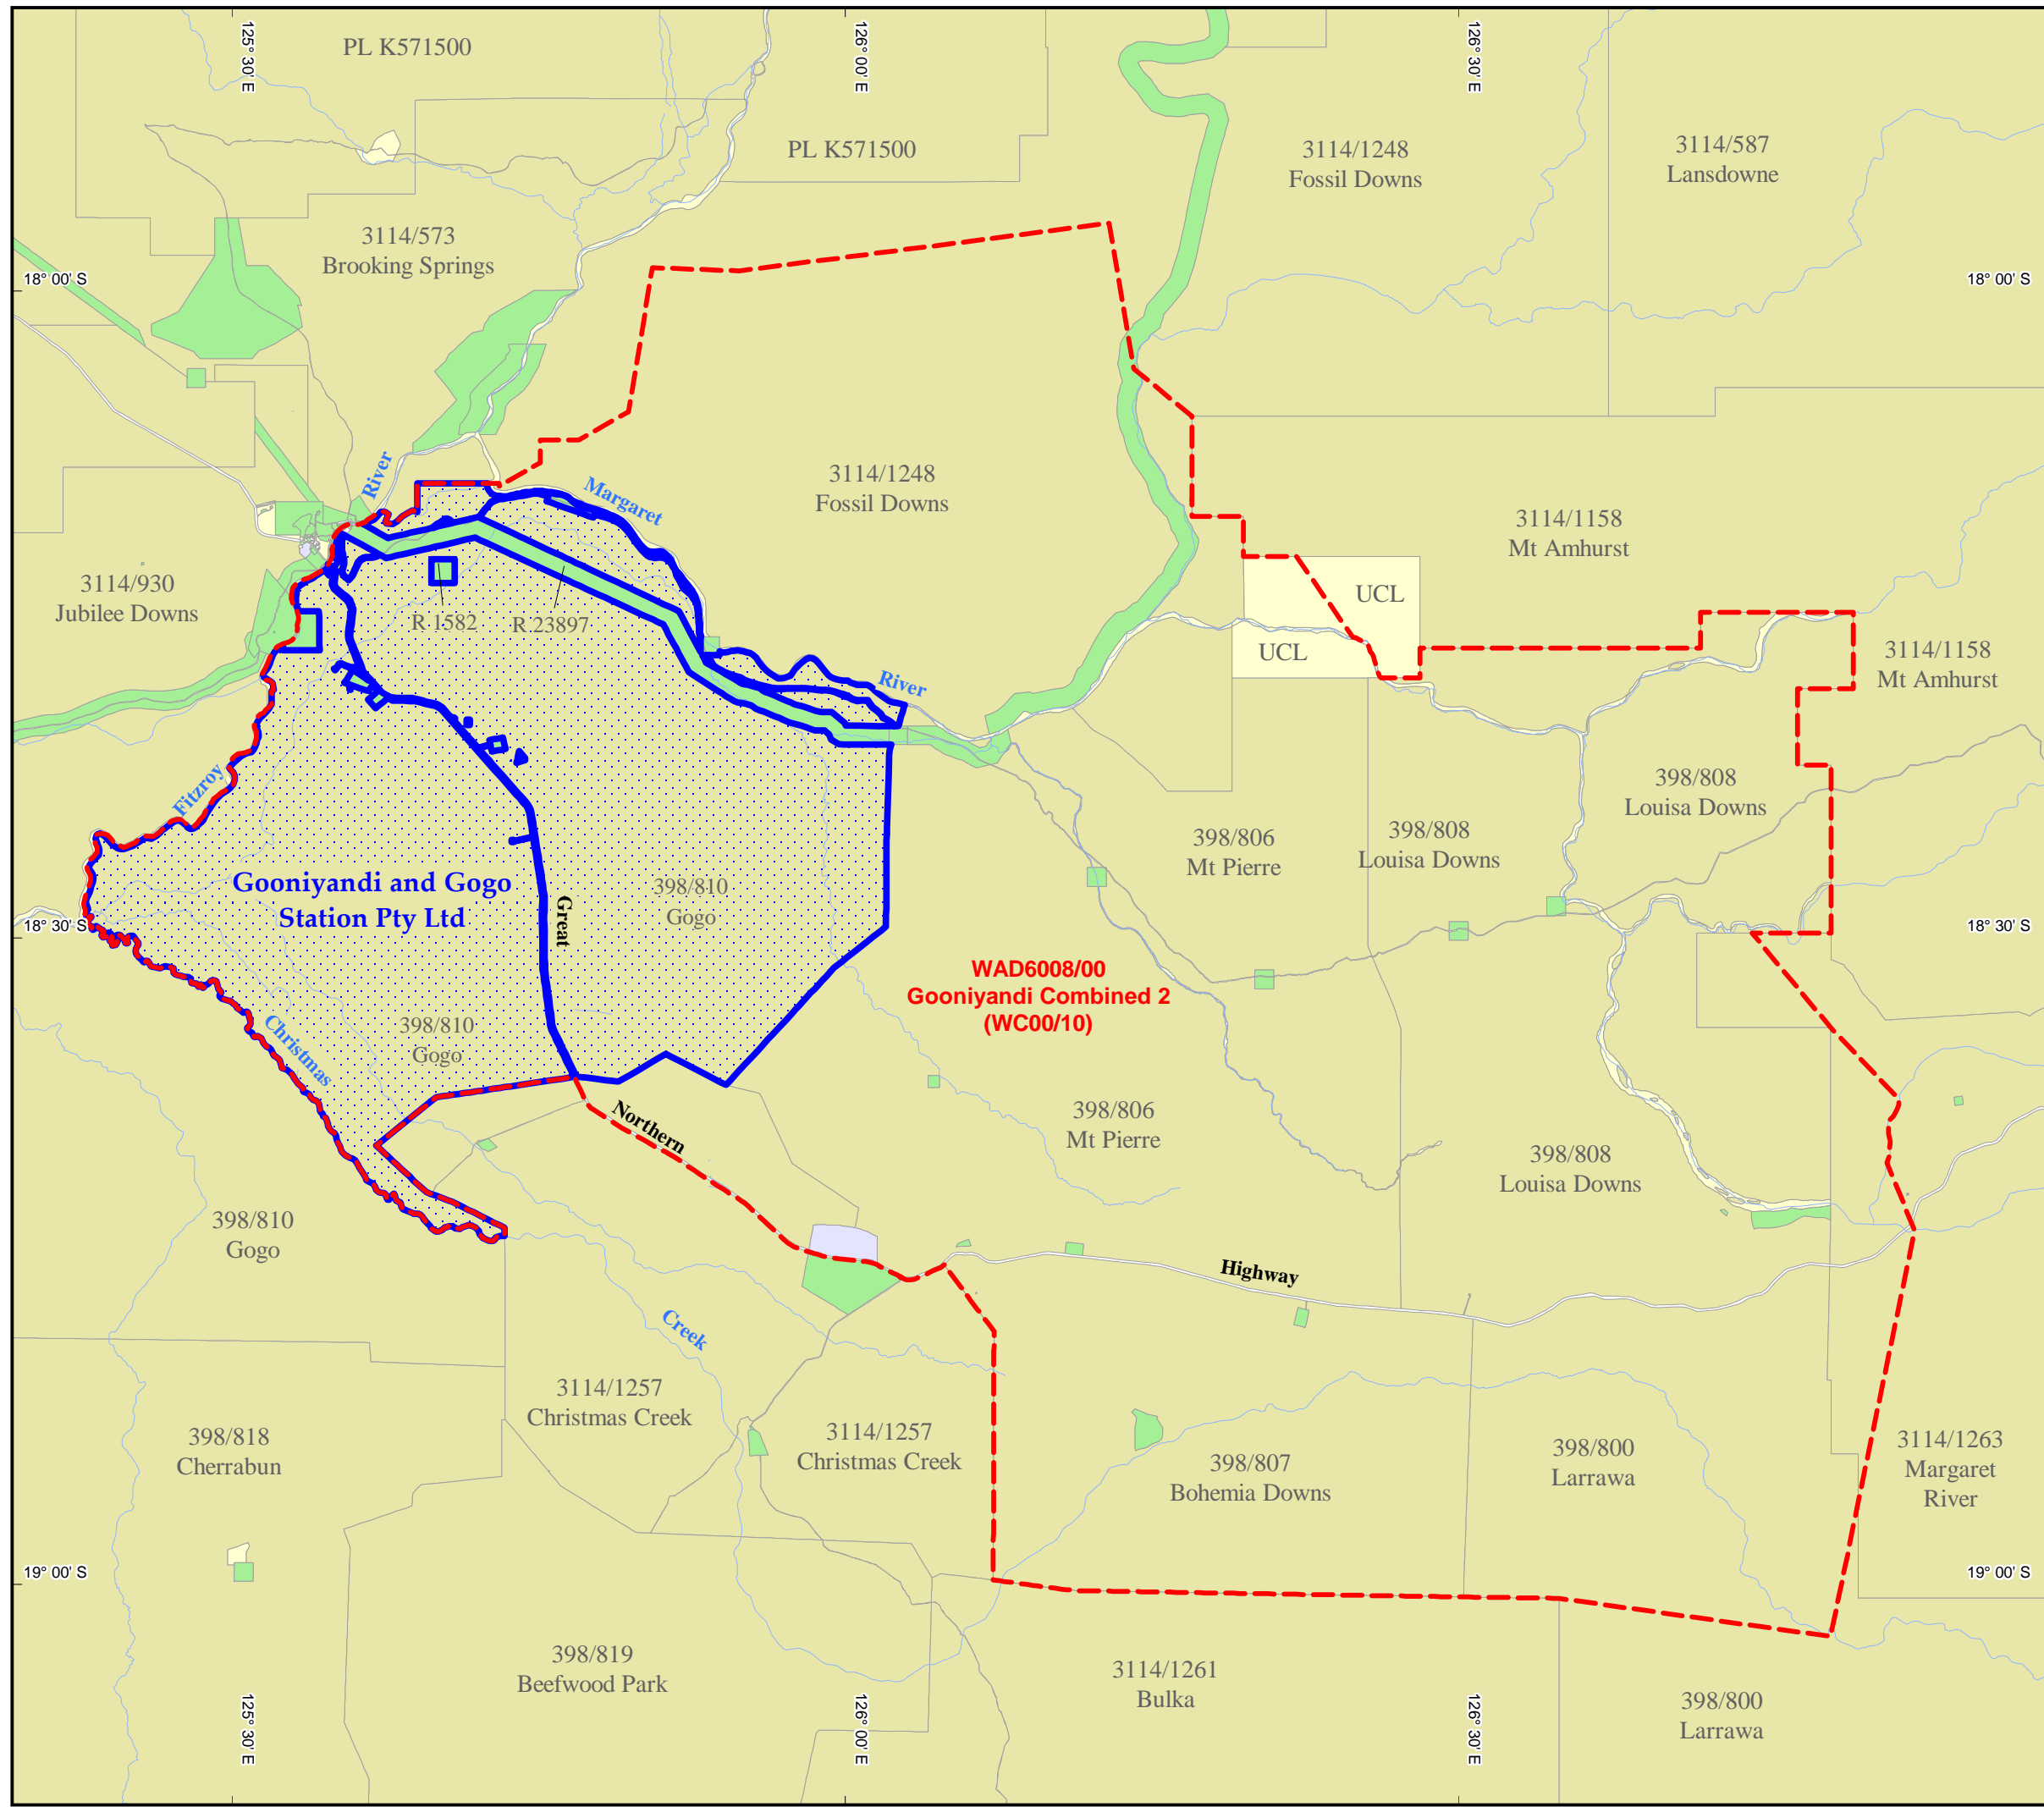 125° 30' E
126° 00' E
126° 30' E
PL K571500
PL K571500
3114/1248
Fossil Downs
3114/587
Lansdowne
3114/573
Brooking Springs
18° 00' S
18° 00' S
River
Margaret
3114/1248
Fossil Downs
3114/1158
Mt Amhurst
3114/930
Jubilee Downs
UCL
R 1582
R 23897
UCL
3114/1158
Mt Amhurst
River
Fitzroy
398/808
Louisa Downs
398/806
Mt Pierre
398/808
Louisa Downs
Gooniyandi and Gogo
Station Pty Ltd
398/810
Gogo
Great
18° 30' S
18° 30' S
WAD6008/00
Gooniyandi Combined 2
(WC00/10)
398/810
Gogo
Christmas
Northern
398/806
Mt Pierre
398/808
Louisa Downs
398/810
Gogo
Highway
Creek
3114/1257
Christmas Creek
3114/1257
Christmas Creek
398/818
Cherrabun
398/807
Bohemia Downs
398/800
Larrawa
3114/1263
Margaret
River
19° 00' S
19° 00' S
398/819
Beefwood Park
3114/1261
Bulka
398/800
Larrawa
125° 30' E
126° 00' E
126° 30' E